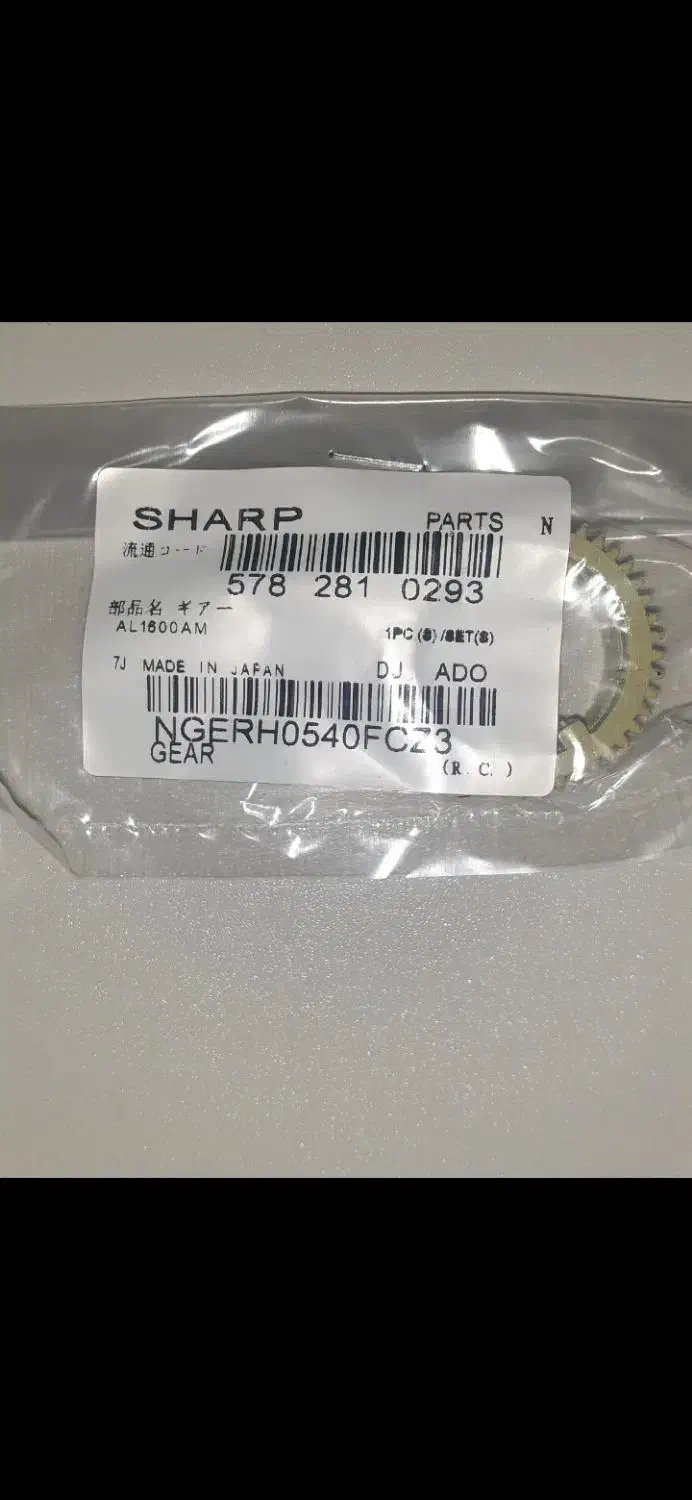 SHARP PARTS N
流通コード
578 281 0293
部品名 ギアー
AL1600AM 1PC(S)/SET(S)
7J MADE IN JAPAN DJ ADO
NGERH0540FCZ3
GEAR
(R.C.)